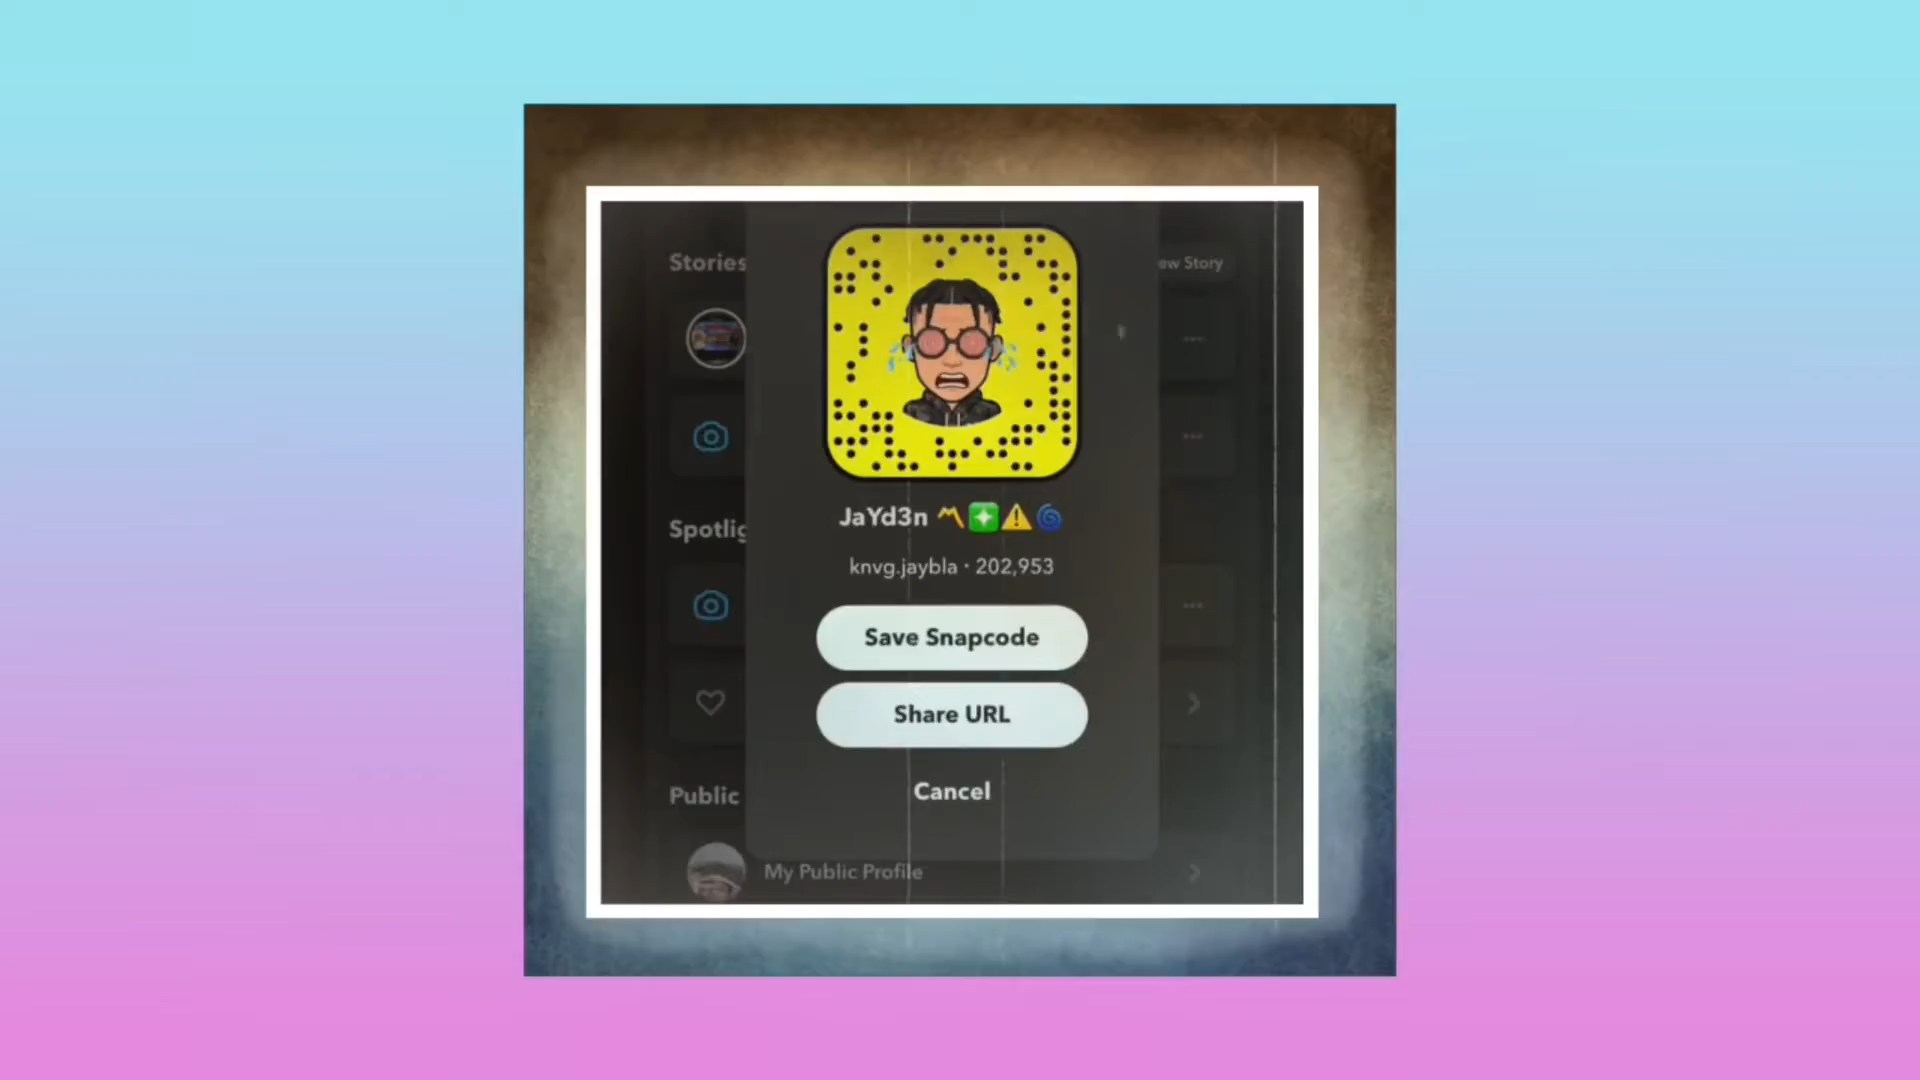 Stories
ew Story
JaYd3n 〽️❇️⚠️🌀
knvg.jaybla · 202,953
Spotlig
Save Snapcode
Share URL
Cancel
Public
My Public Profile